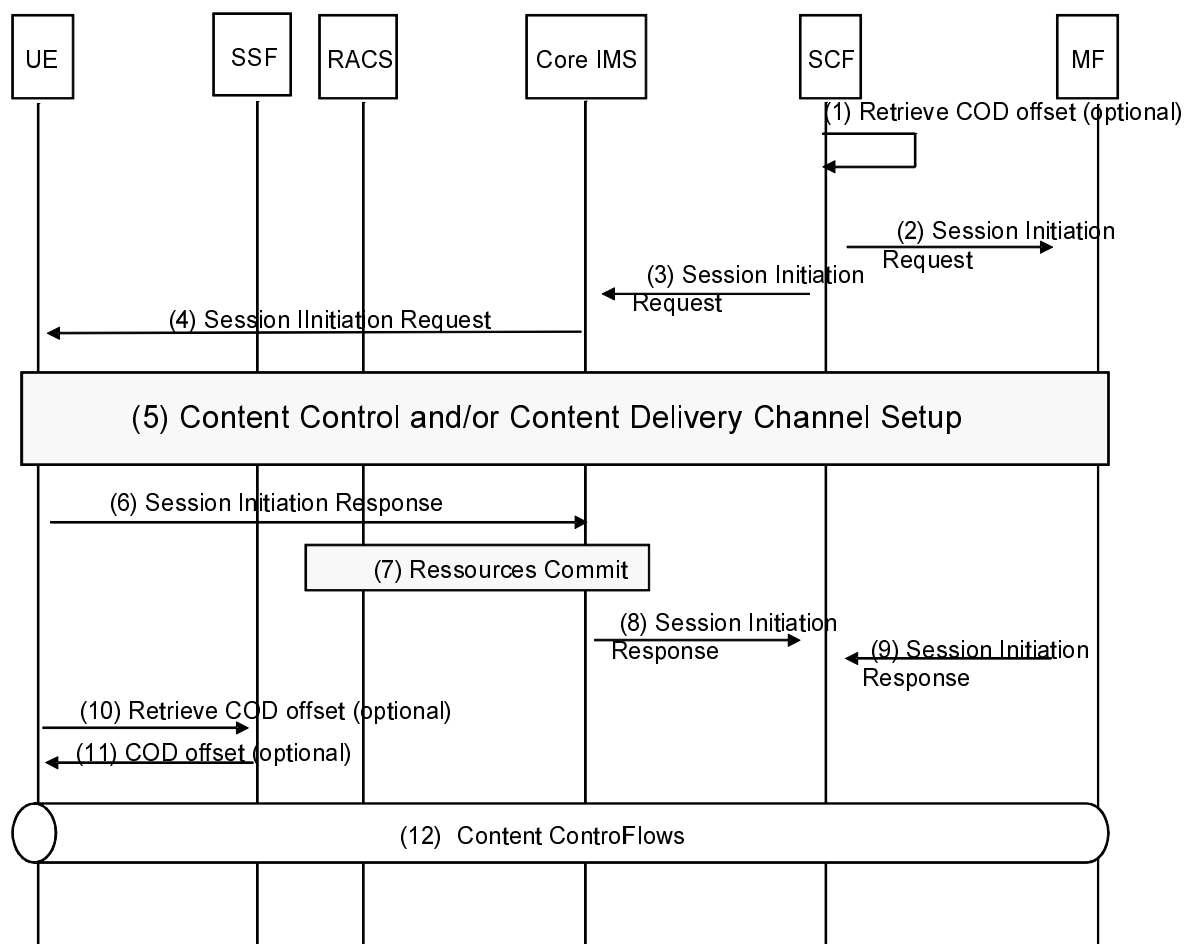 UE
SSF
RACS
Core IMS
SCF
MF
(1) Retrieve COD offset (optional)
(2) Session Initiation
Request
(3) Session Initiation
Request
(4) Session IInitiation Request
(5) Content Control and/or Content Delivery Channel Setup
(6) Session Initiation Response
(7) Ressources Commit
(8) Session Initiation
Response
(9) Session Initiation
Response
(10) Retrieve COD offset (optional)
(11) COD offset (optional)
(12) Content ControFlows